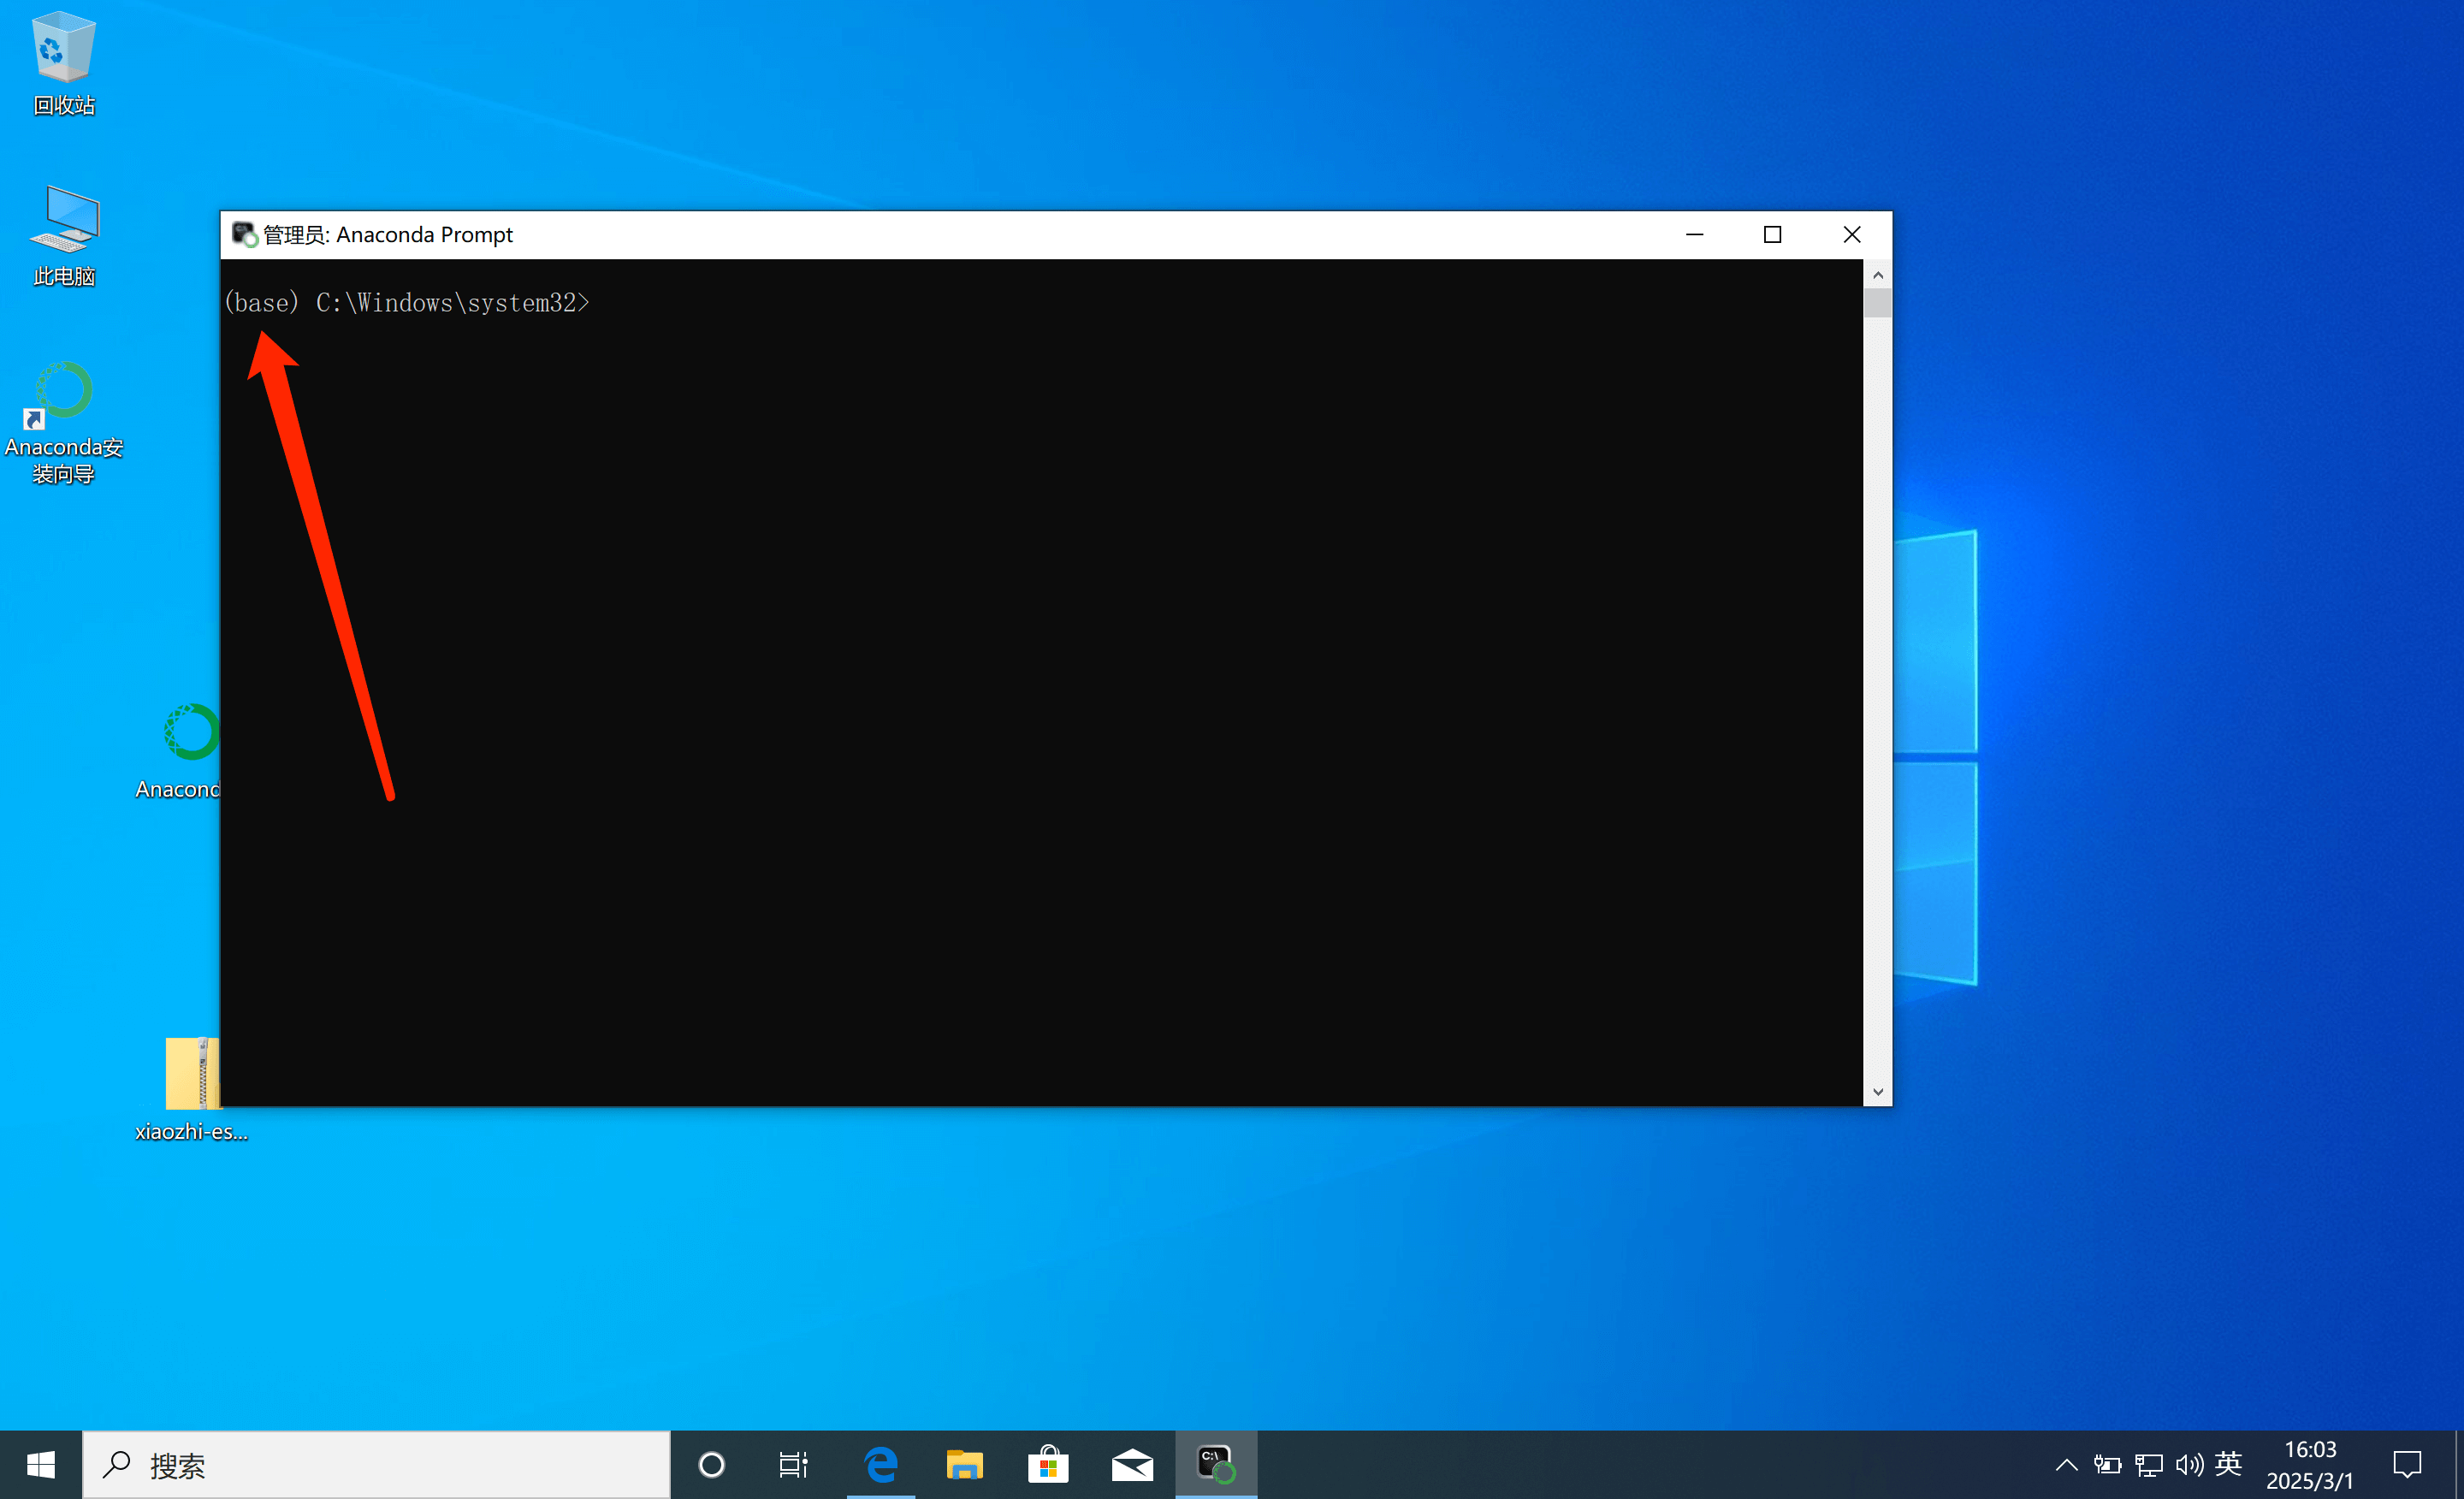 回收站
此电脑
Anaconda安
装向导
Anacond
xiaozhi-es...
管理员: Anaconda Prompt
(base) C:\Windows\system32>
搜索
英
16:03
2025/3/1